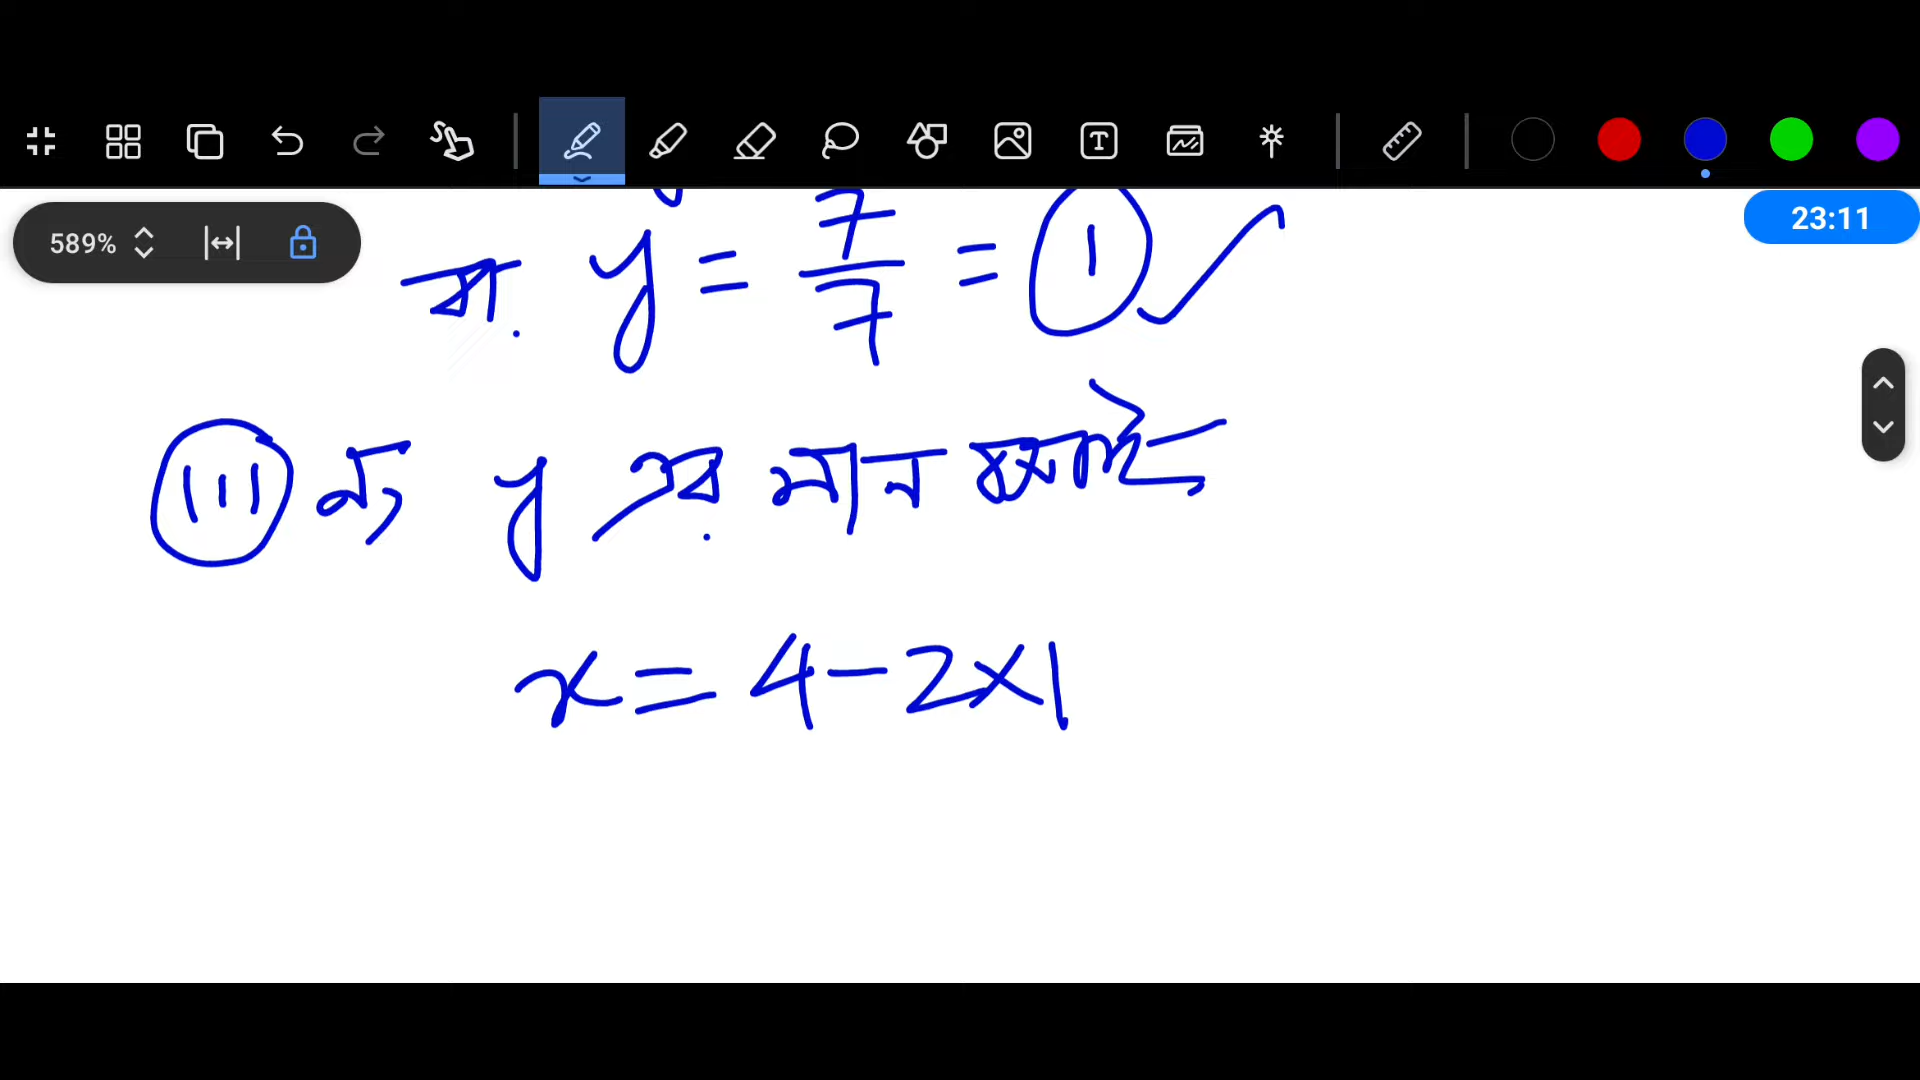 589%
23:11
বা, y = 7/7 = 1
III নং, y এর মান বসাই
x = 4 - 2×1